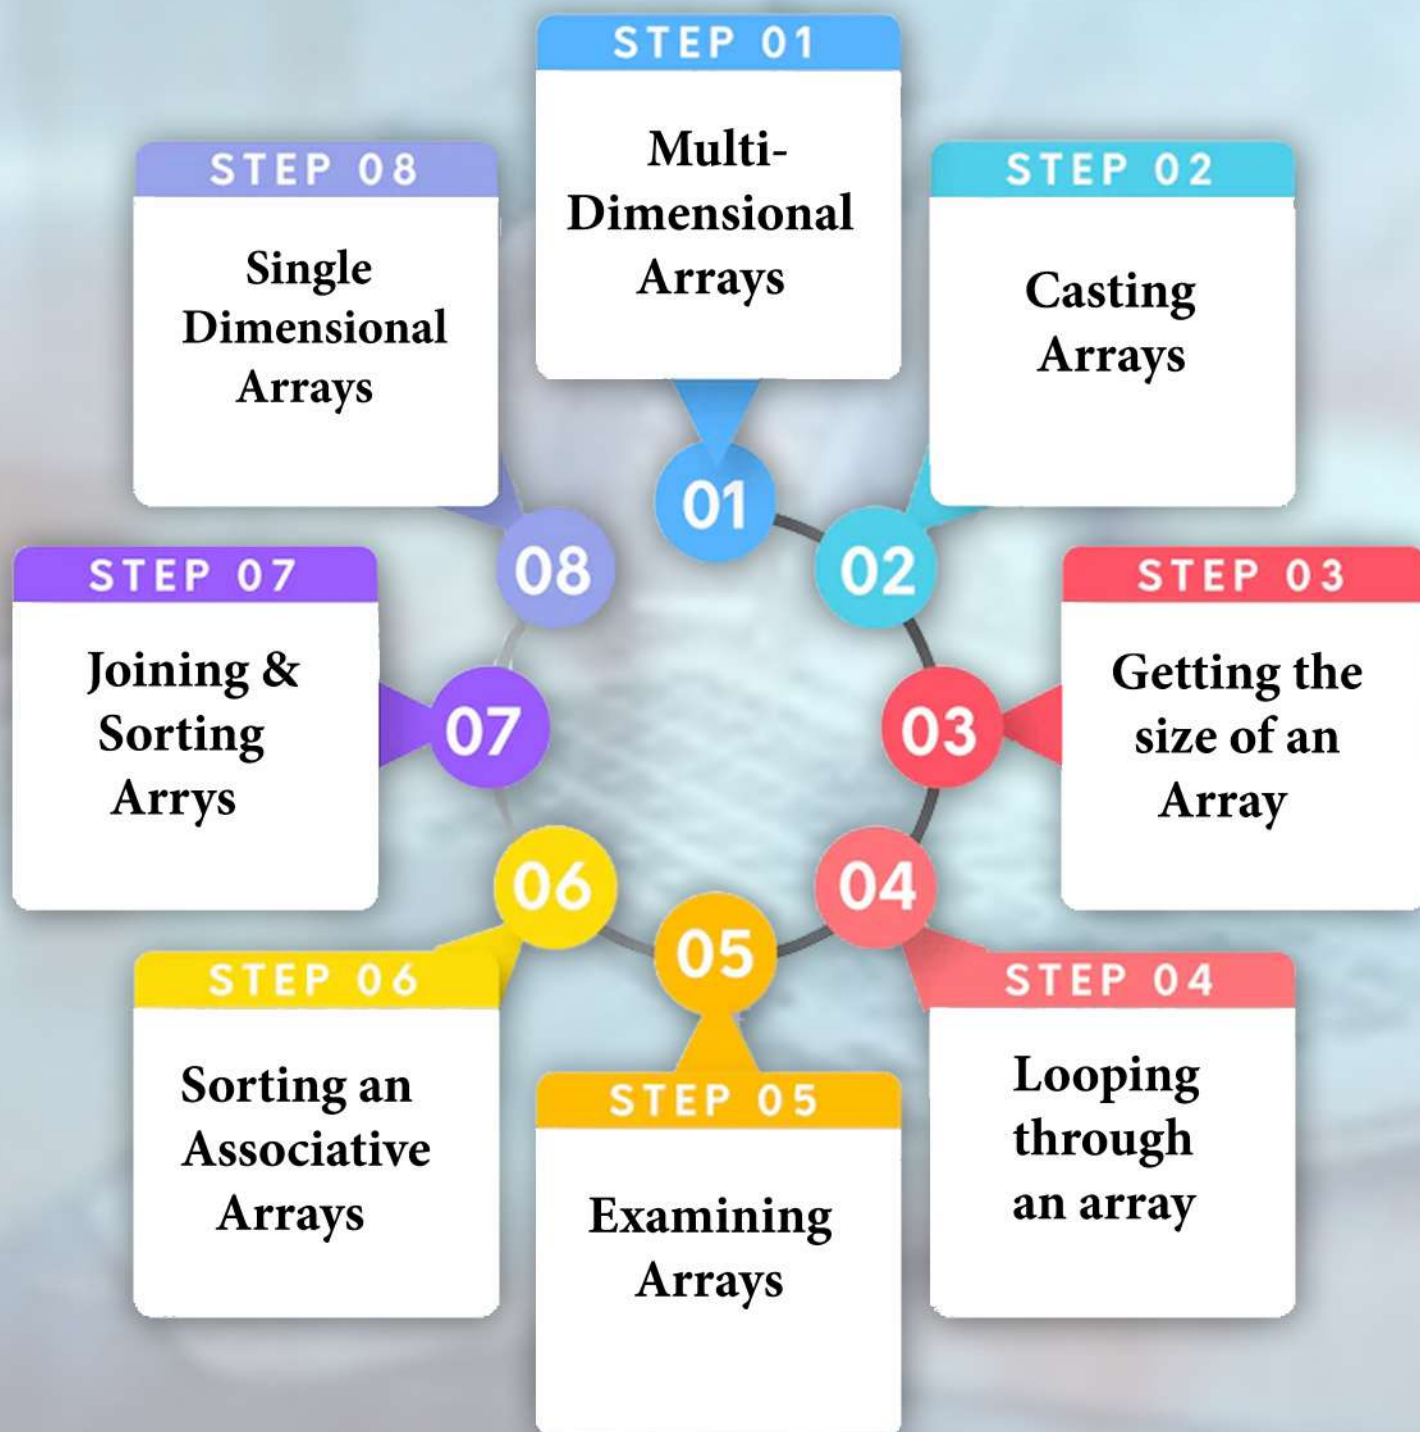 STEP 01
Multi-
Dimensional
Arrays
01
STEP 02
Casting
Arrays
02
STEP 03
Getting the
size of an
Array
03
STEP 04
Looping
through
an array
04
STEP 05
Examining
Arrays
05
STEP 06
Sorting an
Associative
Arrays
06
STEP 07
Joining &
Sorting
Arrys
07
STEP 08
Single
Dimensional
Arrays
08